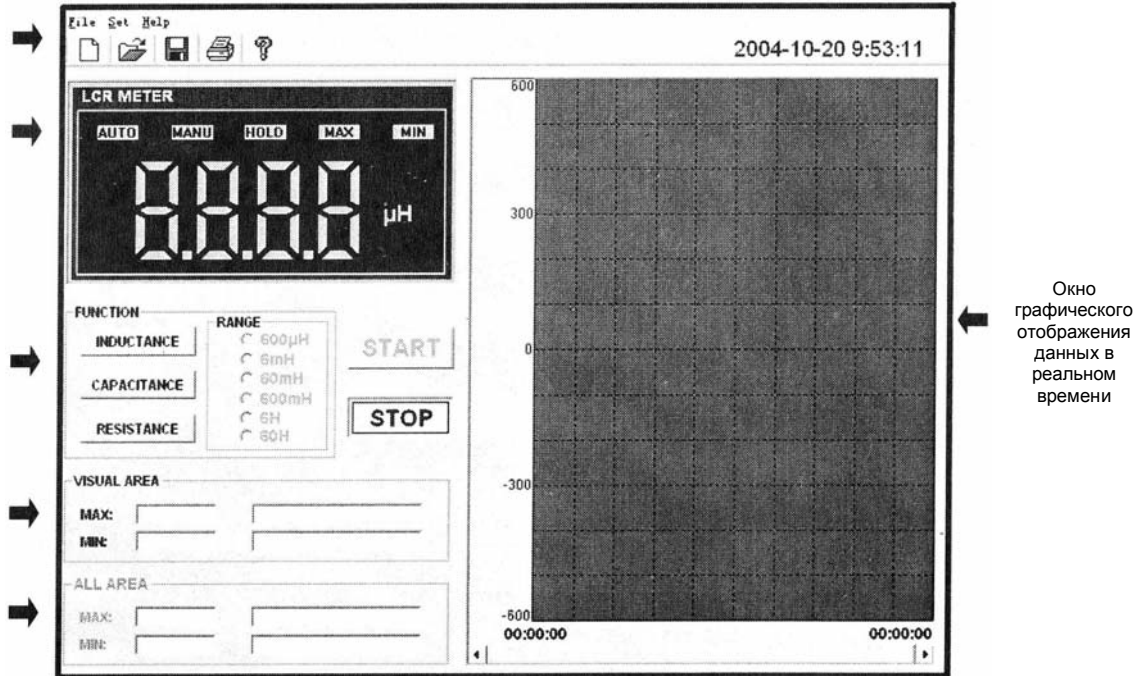 File Set Help
2004-10-20 9:53:11
LCR METER
AUTO MANU HOLD MAX MIN
8.8.8.8 µH
FUNCTION
INDUCTANCE
CAPACITANCE
RESISTANCE
RANGE
600µH
6mH
60mH
600mH
6H
60H
START
STOP
VISUAL AREA
MAX:
MIN:
ALL AREA
MAX:
MIN:
600
300
0
-300
-600
00:00:00 00:00:00
Окно
графического
отображения
данных в
реальном
времени